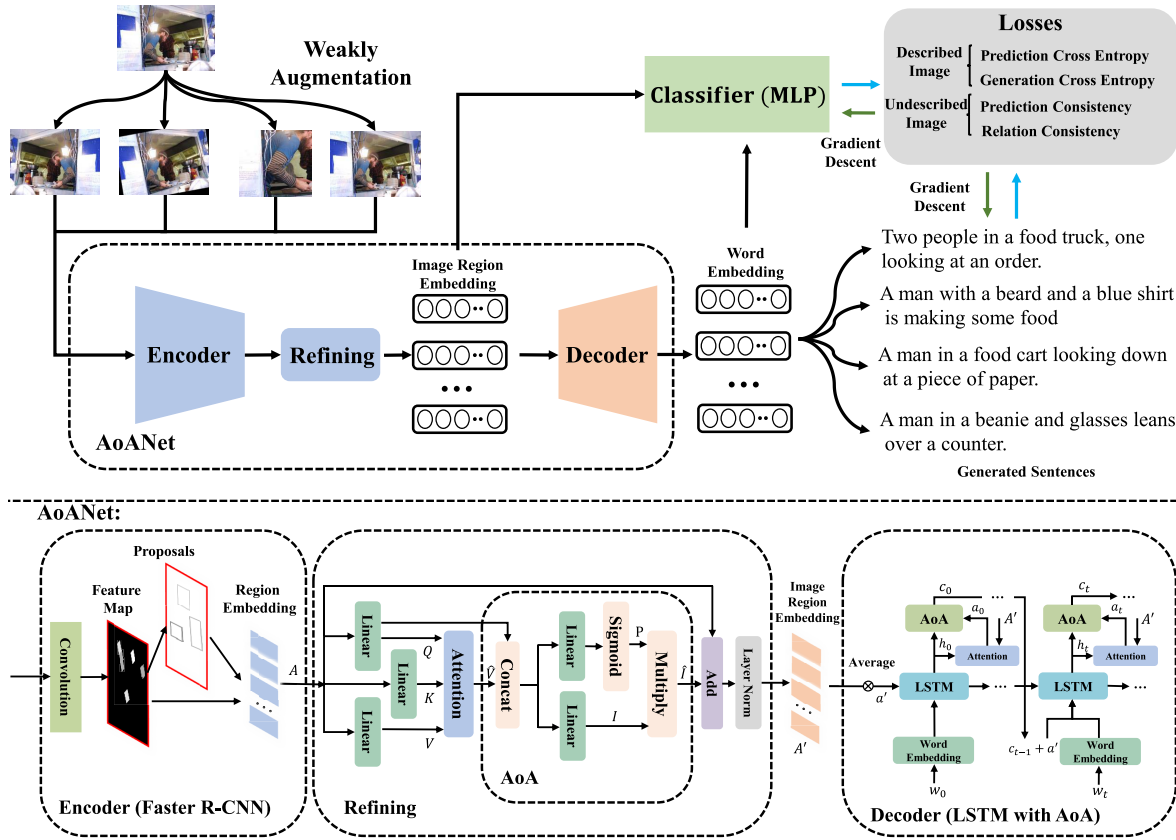 Weakly
Augmentation
Losses
Described
Image
Prediction Cross Entropy
Generation Cross Entropy
Undescribed
Image
Prediction Consistency
Relation Consistency
Classifier (MLP)
Gradient
Descent
Gradient
Descent
Image Region
Embedding
Word
Embedding
Encoder
Refining
Decoder
AoANet
Two people in a food truck, one
looking at an order.
A man with a beard and a blue shirt
is making some food
A man in a food cart looking down
at a piece of paper.
A man in a beanie and glasses leans
over a counter.
Generated Sentences
AoANet:
Proposals
Feature
Map
Region
Embedding
Convolution
A
Encoder (Faster R-CNN)
Linear
Linear
Linear
Q
K
V
Attention
V̂
Concat
Linear
Linear
Sigmoid
P
I
Multiply
Î
AoA
Add
Layer Norm
Refining
Image
Region
Embedding
A′
Average
a′
c₀
...
cₜ
...
AoA
a₀
A′
AoA
aₜ
A′
h₀
Attention
hₜ
Attention
LSTM
...
...
LSTM
...
Word
Embedding
cₜ₋₁ + a′
Word
Embedding
w₀
wₜ
Decoder (LSTM with AoA)